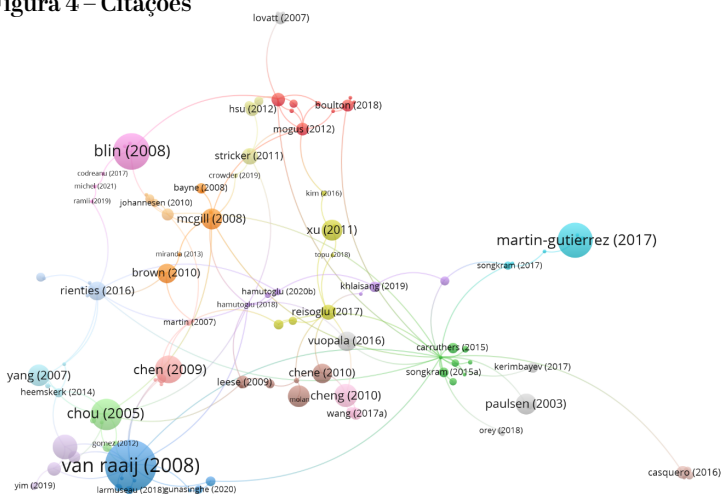 Figura 4 – Citações
lovatt (2007)
hsu (2012)
boulton (2018)
mogus (2012)
blin (2008)
stricker (2011)
codreanu (2017)
crowder (2019)
michel (2021)
bayne (2008)
kim (2016)
ramli (2019)
johannesen (2010)
mcgill (2008)
xu (2011)
martin-gutierrez (2017)
miranda (2013)
topu (2018)
songkram (2017)
brown (2010)
rienties (2016)
hamutoglu (2020b)
khlaisang (2019)
hamutoglu (2018)
reisoglu (2017)
martin (2007)
vuopala (2016)
carruthers (2015)
chen (2009)
chene (2010)
songkram (2015a)
kerimbayev (2017)
yang (2007)
leese (2009)
heemskerk (2014)
molan
cheng (2010)
paulsen (2003)
chou (2005)
wang (2017a)
orey (2018)
gomez (2012)
van raaij (2008)
casquero (2016)
yim (2019)
larmuseau (2018)
gunasinghe (2020)